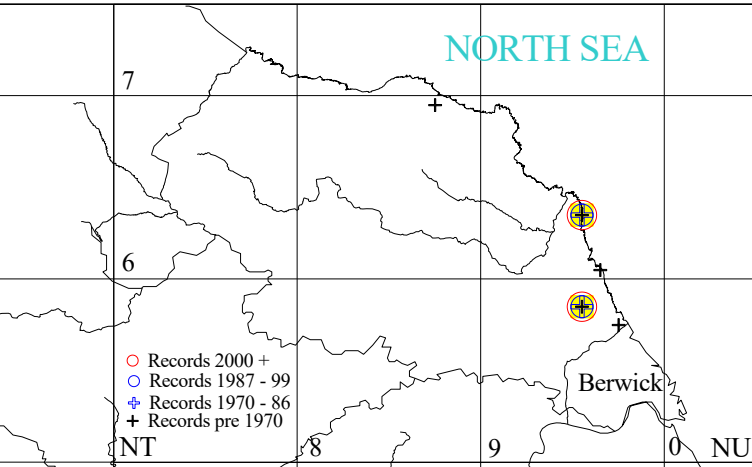 NORTH SEA
7
6
Records 2000 +
Records 1987 - 99
Records 1970 - 86
Records pre 1970
Berwick
NT
8
9
0
NU